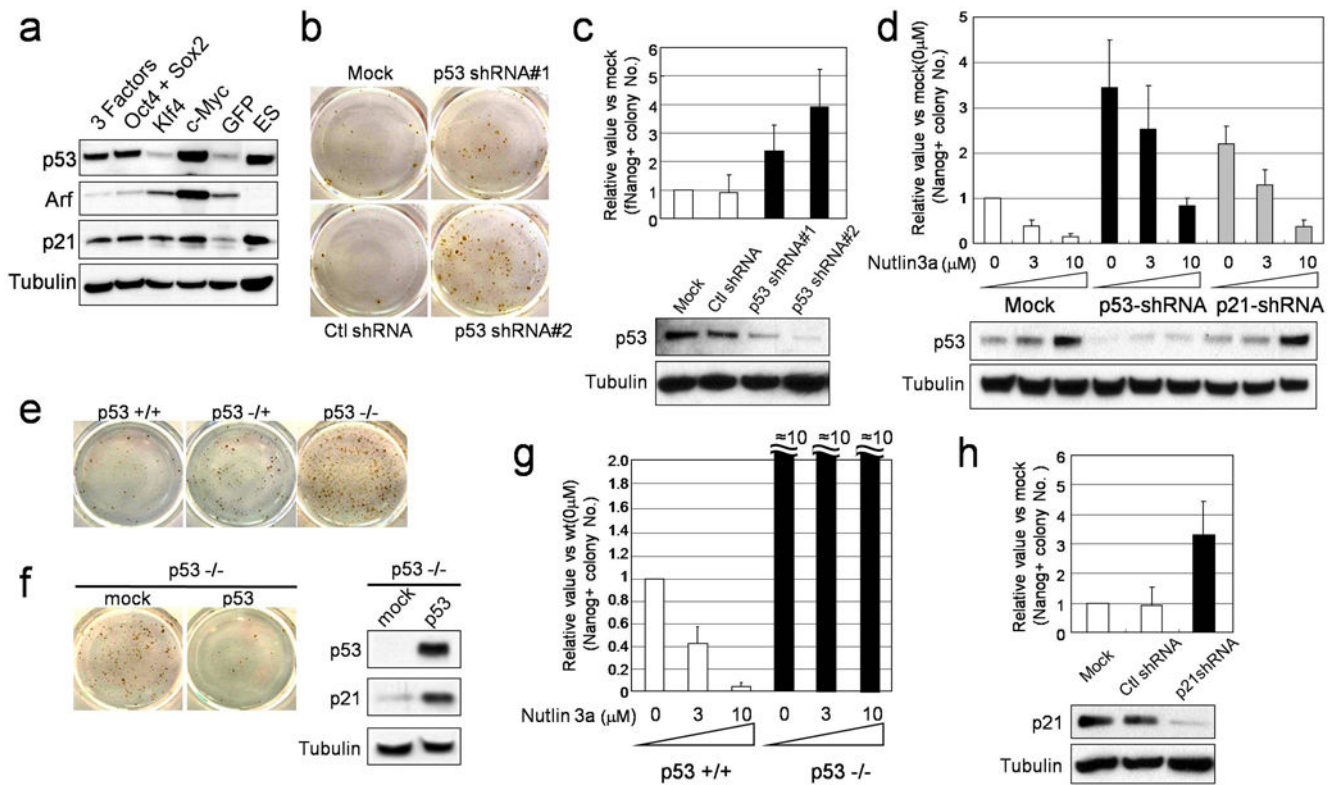 a
3 Factors
Oct4 + Sox2
Klf4
c-Myc
GFP
ES
p53
Arf
p21
Tubulin
b
Mock
p53 shRNA#1
Ctl shRNA
p53 shRNA#2
c
Relative value vs mock
(fNanog+ colony No.)
6
5
4
3
2
1
0
Mock
Ctl shRNA
p53 shRNA#1
p53 shRNA#2
p53
Tubulin
d
Relative value vs mock(0μM)
(Nanog+ colony No.)
5
4
3
2
1
0
Nutlin3a (μM)
0 3 10 0 3 10 0 3 10
Mock
p53-shRNA
p21-shRNA
p53
Tubulin
e
p53 +/+
p53 -/+
p53 -/-
f
p53 -/-
mock
p53
p53 -/-
mock
p53
p53
p21
Tubulin
g
Relative value vs wt(0μM)
(Nanog+ colony No.)
≈10 ≈10 ≈10
2.0
1.8
1.6
1.4
1.2
1
0.8
0.6
0.4
0.2
0
Nutlin 3a (μM)
0 3 10 0 3 10
p53 +/+
p53 -/-
h
Relative value vs mock
(Nanog+ colony No. )
6
5
4
3
2
1
0
Mock
Ctl shRNA
p21shRNA
p21
Tubulin